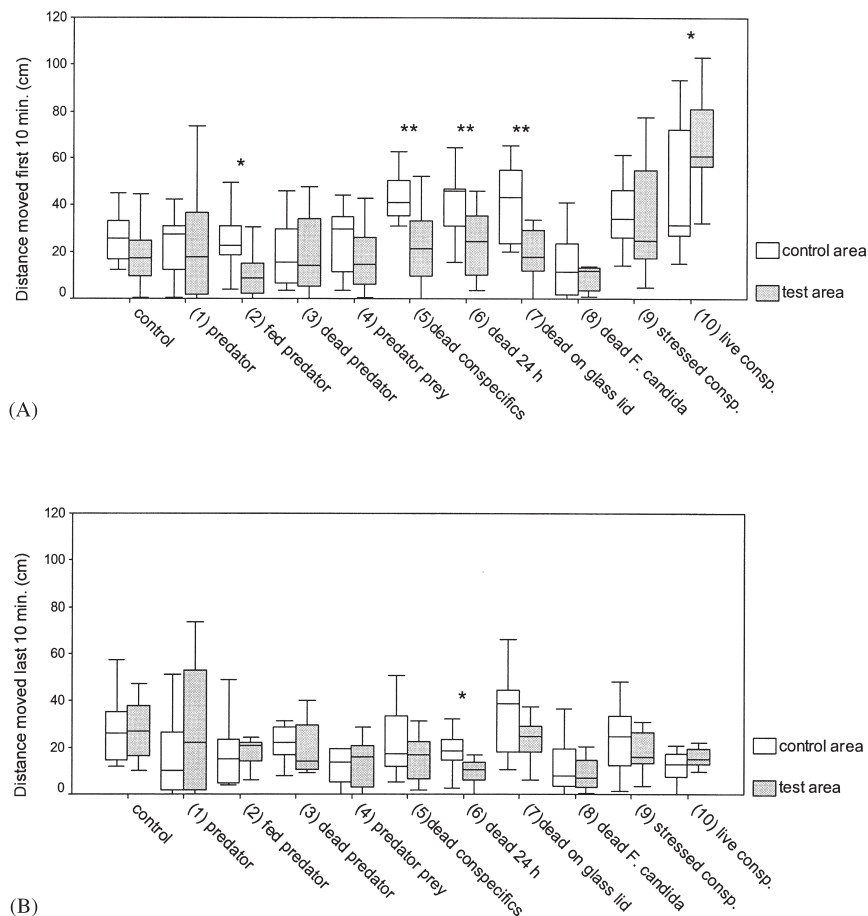 120
100
80
60
40
20
0
Distance moved first 10 min. (cm)
*
**
**
**
*
control area
test area
control
(1) predator
(2) fed predator
(3) dead predator
(4) predator prey
(5)dead conspecifics
(6) dead 24 h
(7)dead on glass lid
(8) dead F. candida
(9) stressed consp.
(10) live consp.
(A)
120
100
80
60
40
20
0
Distance moved last 10 min. (cm)
*
control area
test area
control
(1) predator
(2) fed predator
(3) dead predator
(4) predator prey
(5)dead conspecifics
(6) dead 24 h
(7)dead on glass lid
(8) dead F. candida
(9) stressed consp.
(10) live consp.
(B)